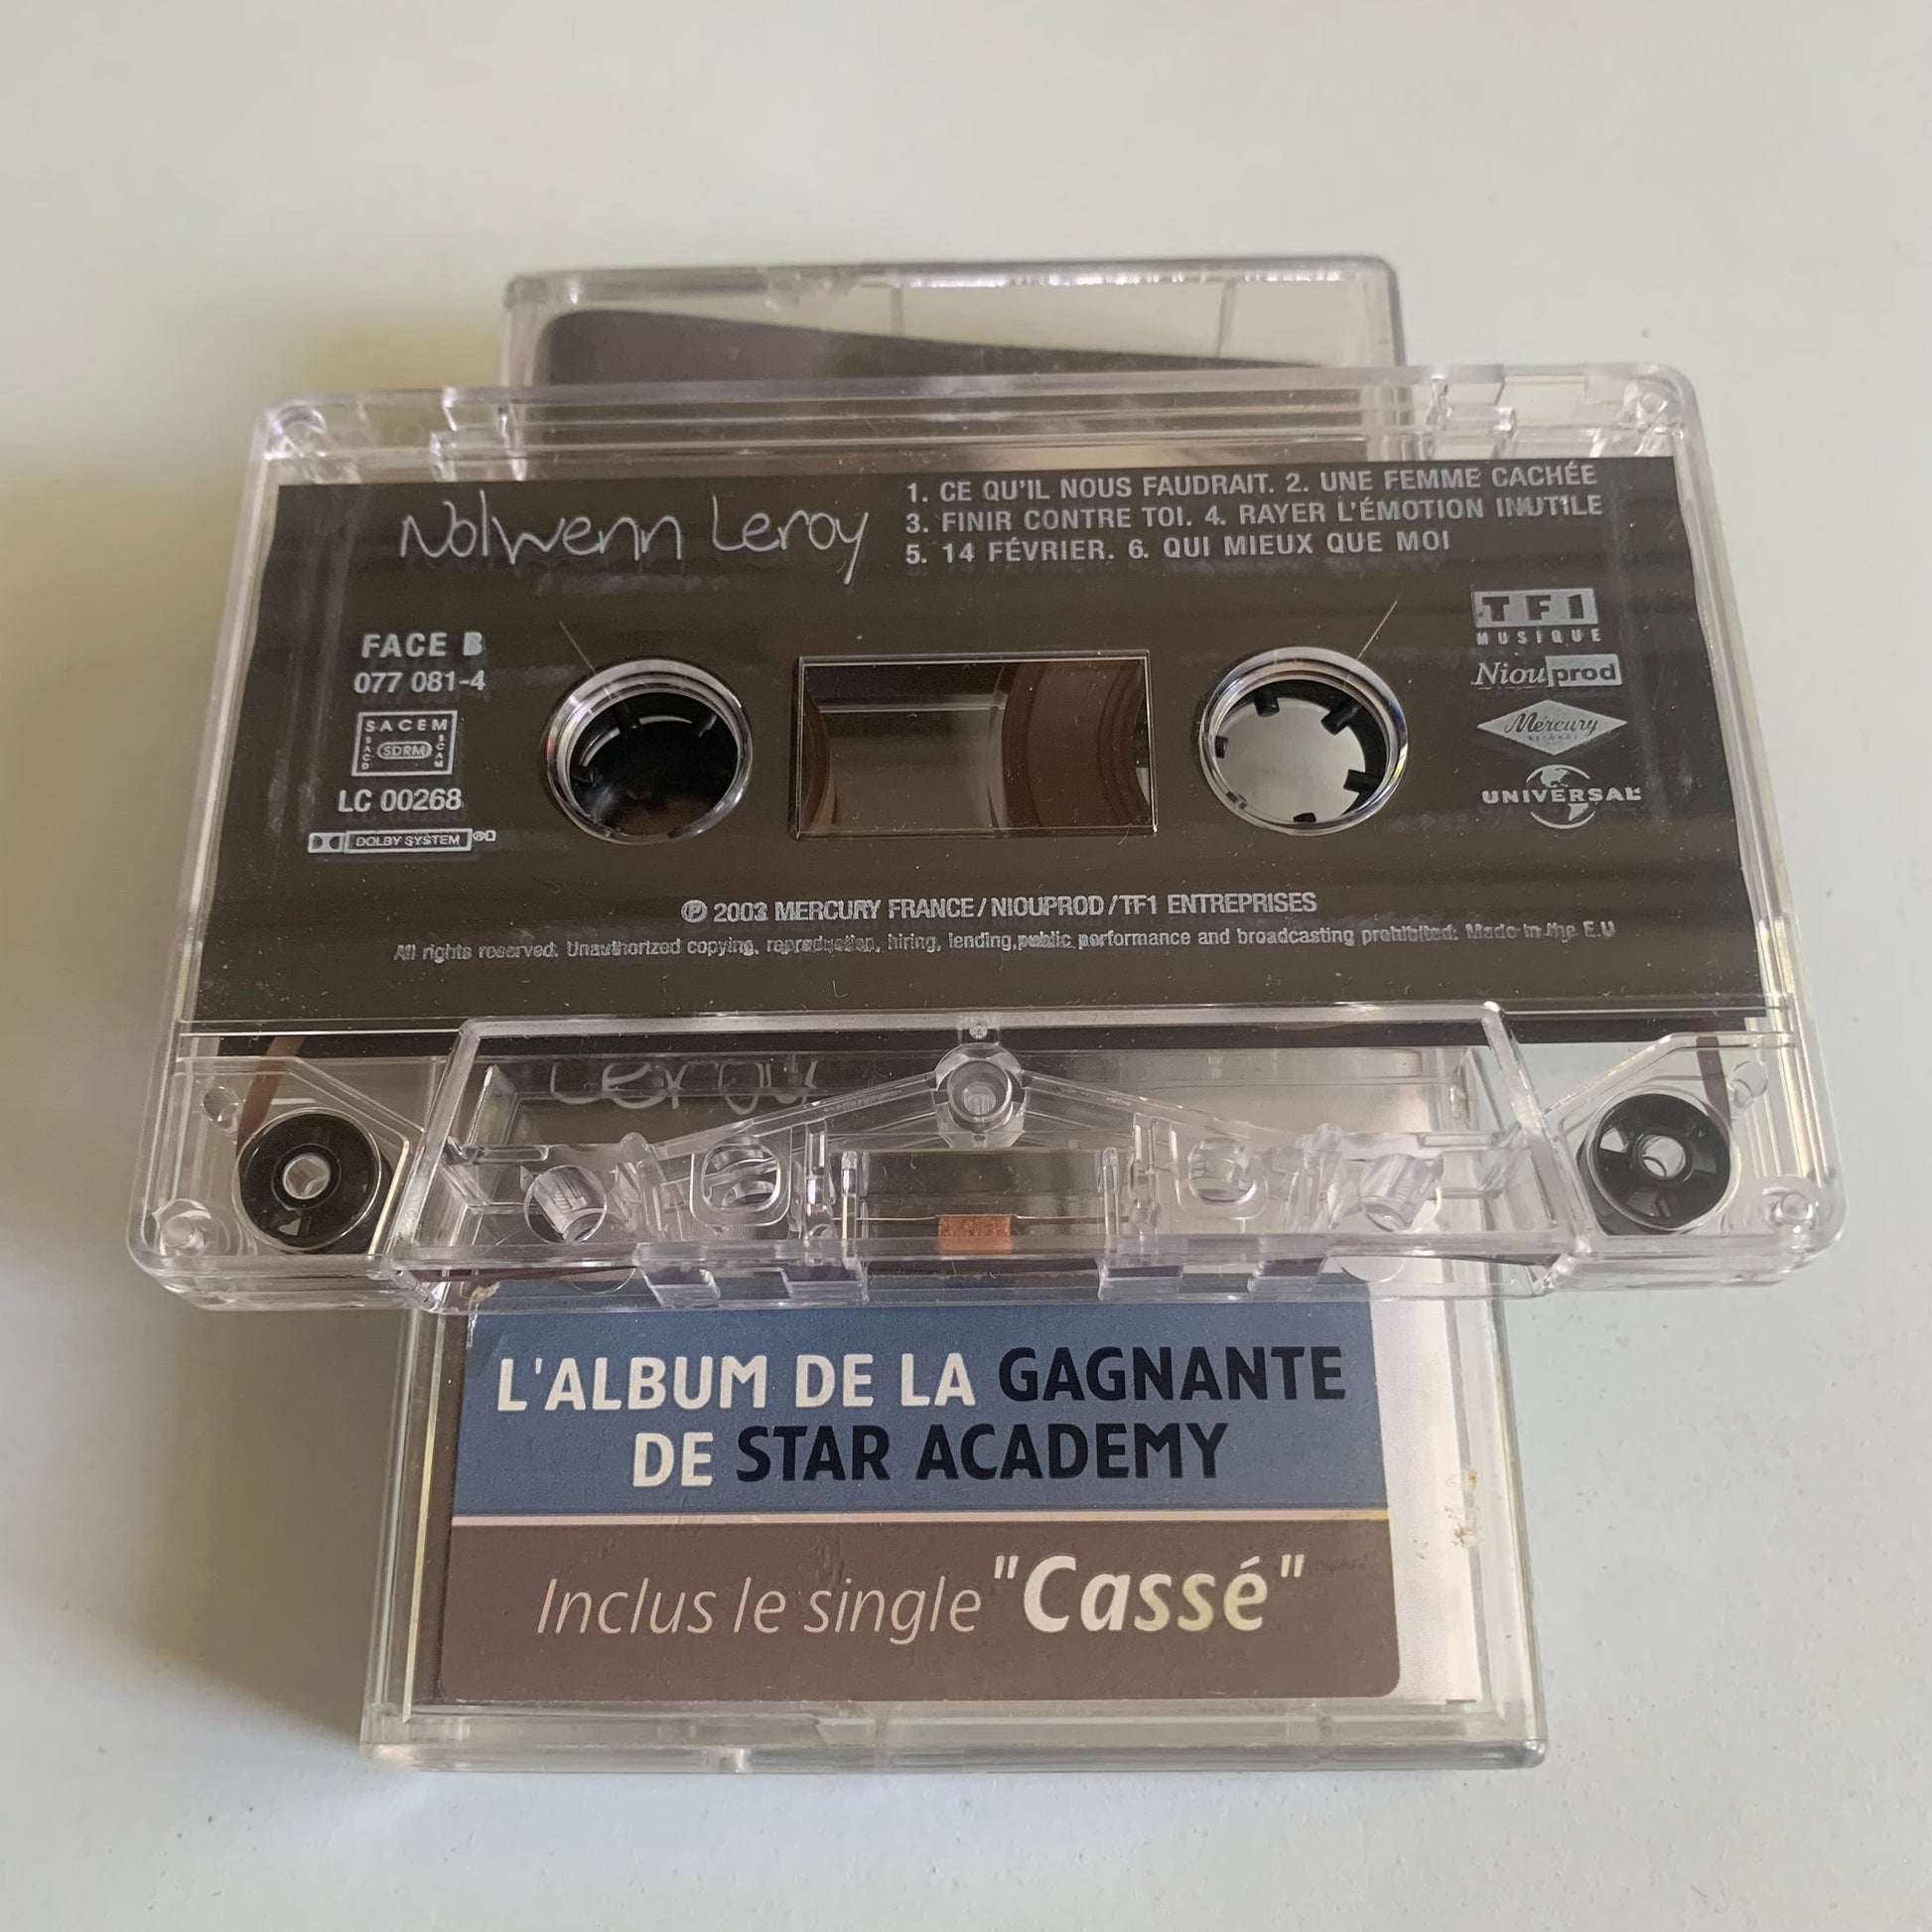 Nolwenn Leroy
1. CE QU'IL NOUS FAUDRAIT. 2. UNE FEMME CACHÉE
3. FINIR CONTRE TOI. 4. RAYER L'ÉMOTION INUTILE
5. 14 FÉVRIER. 6. QUI MIEUX QUE MOI
FACE B
077 081-4
SACEM
SACD
SDRM
SCAM
LC 00268
DOLBY SYSTEM ®
TF1
MUSIQUE
Niouprod
Mercury
RECORDS
UNIVERSAL
℗ 2003 MERCURY FRANCE / NIOUPROD / TF1 ENTREPRISES
All rights reserved. Unauthorized copying, reproduction, hiring, lending,public performance and broadcasting prohibited. Made in the E.U
Leroy
L'ALBUM DE LA GAGNANTE
DE STAR ACADEMY
Inclus le single "Cassé"